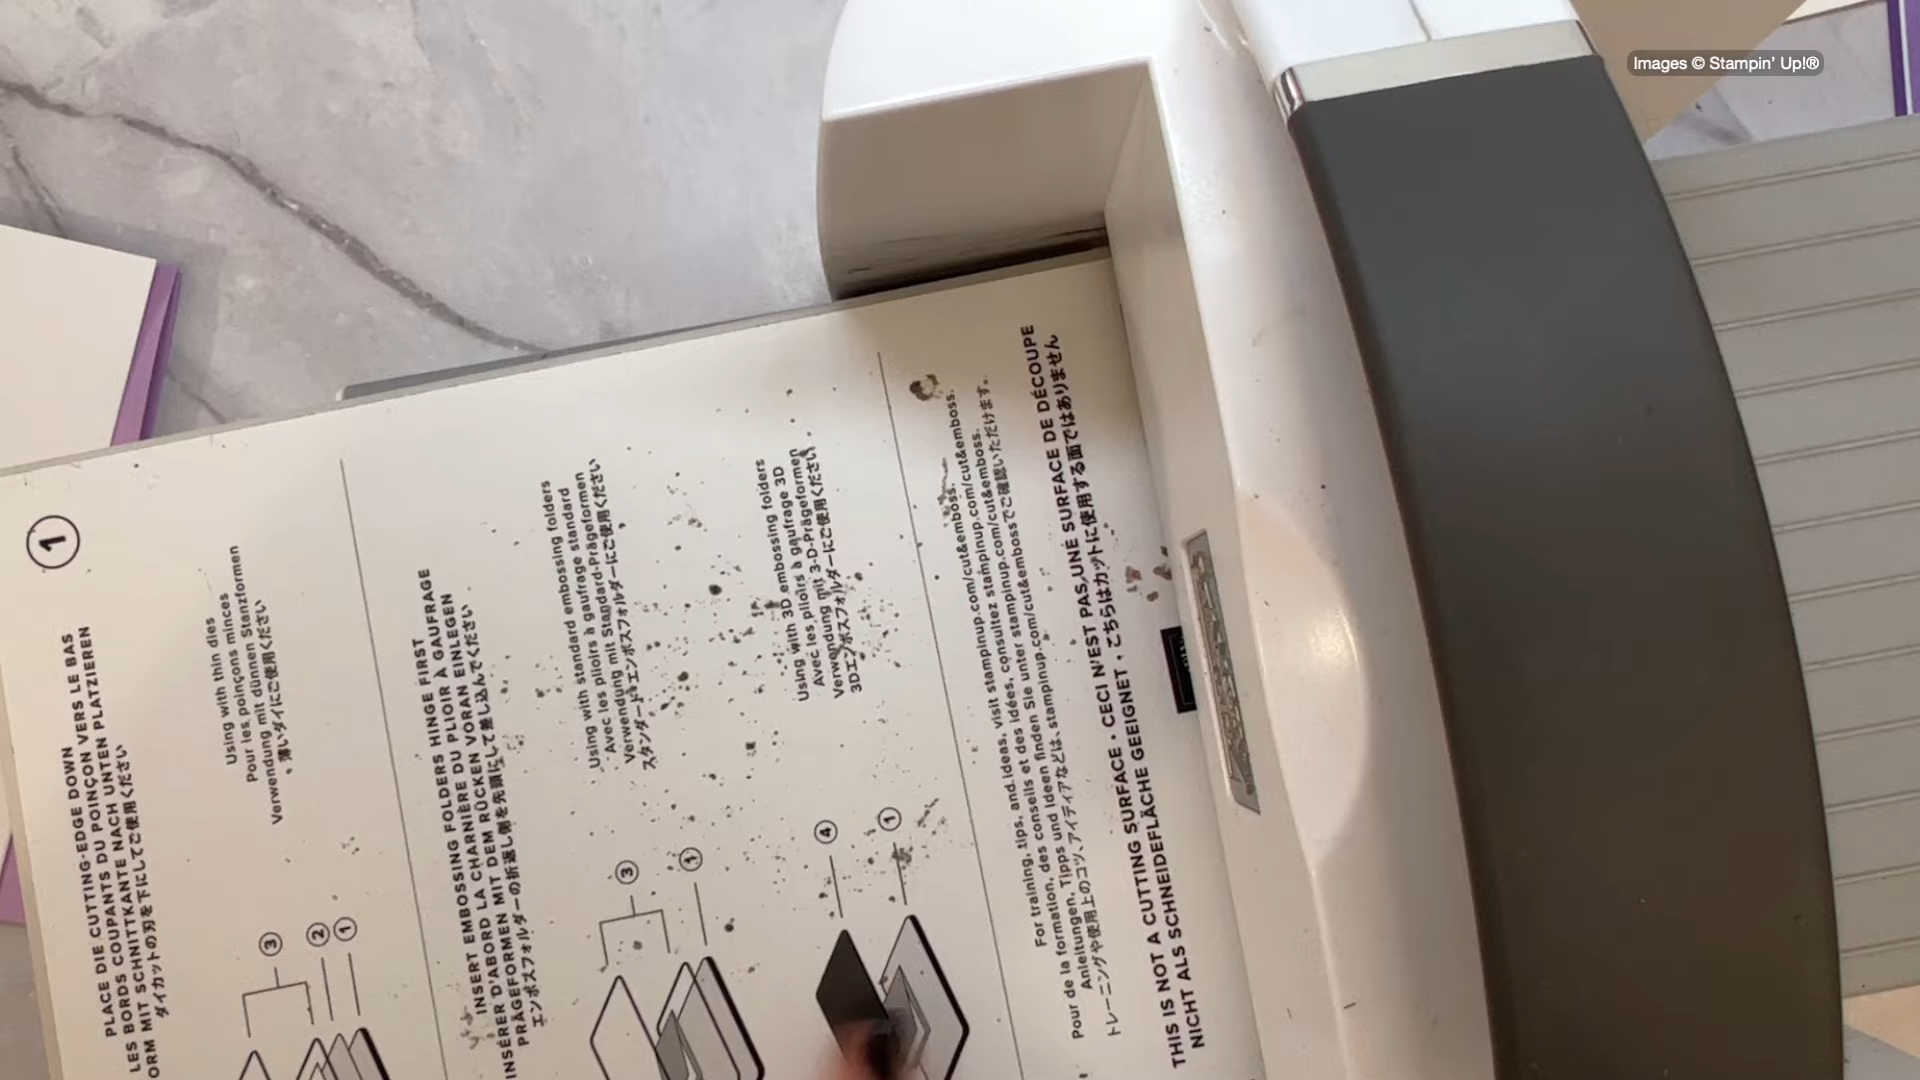 Images © Stampin' Up!®
1
PLACE DIE CUTTING-EDGE DOWN
LES BORDS COUPANTS DU POINÇON VERS LE BAS
ORM MIT SCHNITTKANTE NACH UNTEN PLATZIEREN
ダイカットの刃を下にしてご使用ください
Using with thin dies
Pour les poinçons minces
Verwendung mit dünnen Stanzformen
薄いダイにご使用ください
3
2
1
INSERT EMBOSSING FOLDERS HINGE FIRST
INSÉRER D'ABORD LA CHARNIÈRE DU PLIOIR À GAUFRAGE
PRÄGEFORMEN MIT DEM RÜCKEN VORAN EINLEGEN
エンボスフォルダーの折返し側を先頭にして差し込んでください
Using with standard embossing folders
Avec les plioirs à gaufrage standard
Verwendung mit Standard-Prägeformen
スタンダードエンボスフォルダーにご使用ください
3
1
Using with 3D embossing folders
Avec les plioirs à gaufrage 3D
Verwendung mit 3-D-Prägeformen
3Dエンボスフォルダーにご使用ください
4
1
For training, tips, and ideas, visit stampinup.com/cut&emboss.
Pour de la formation, des conseils et des idées, consultez stampinup.com/cut&emboss.
Anleitungen, Tipps und Ideen finden Sie unter stampinup.com/cut&emboss.
トレーニングや使用上のコツ、アイディアなどは、stampinup.com/cut&embossでご確認いただけます。
THIS IS NOT A CUTTING SURFACE • CECI N'EST PAS UNE SURFACE DE DÉCOUPE
NICHT ALS SCHNEIDEFLÄCHE GEEIGNET • こちらはカットに使用する面ではありません